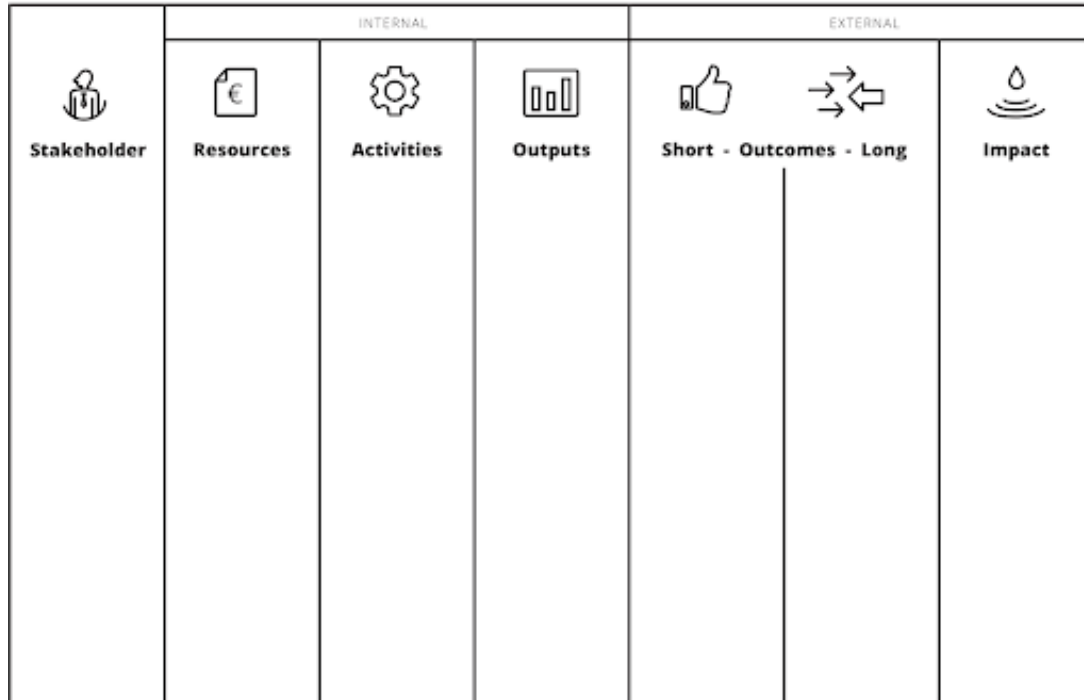 INTERNAL
EXTERNAL
€
Stakeholder
Resources
Activities
Outputs
Short - Outcomes - Long
Impact